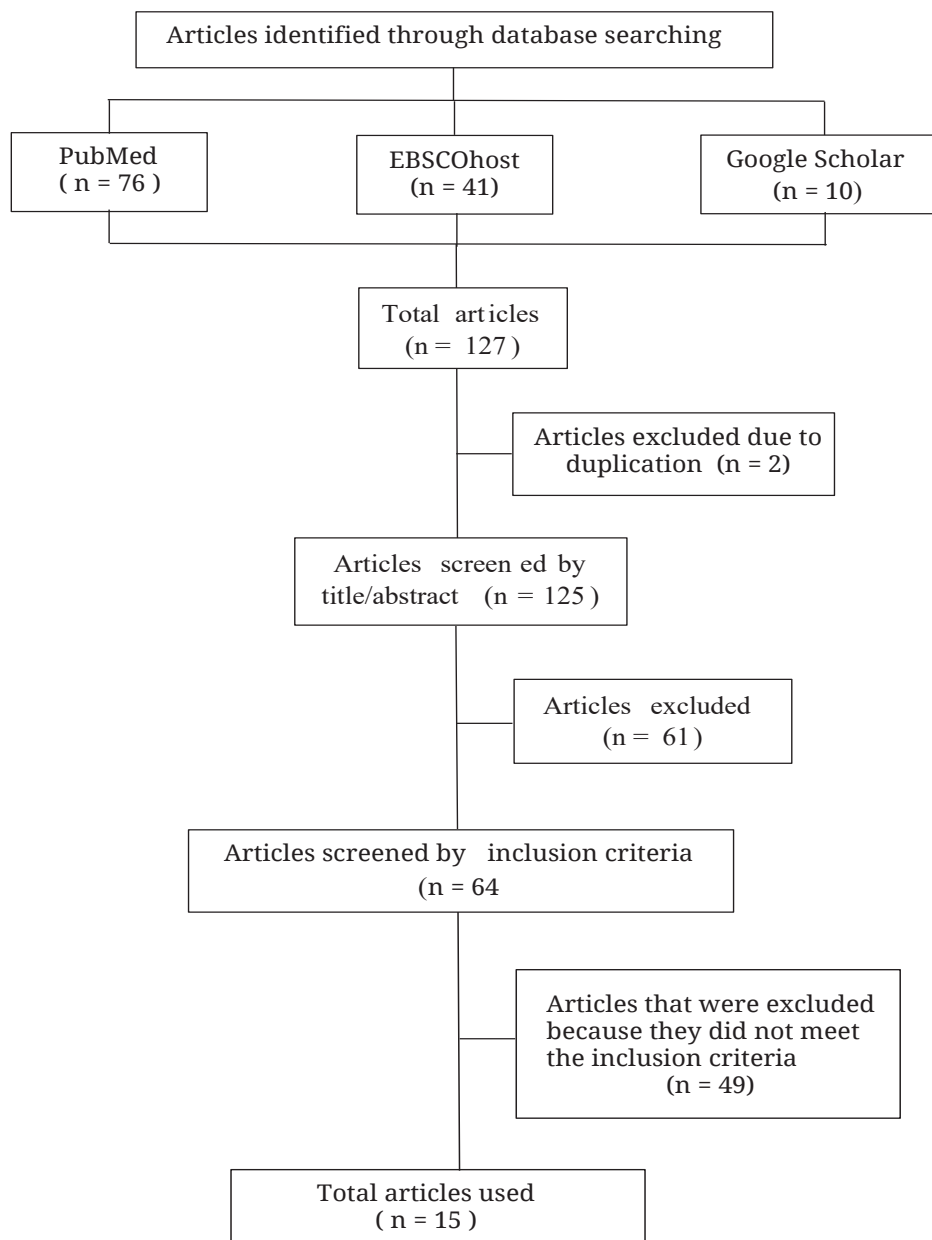 Articles identified through database searching
PubMed
( n = 76 )
EBSCOhost
(n = 41)
Google Scholar
(n = 10)
Total articles
(n = 127)
Articles excluded due to
duplication (n = 2)
Articles screen ed by
title/abstract (n = 125)
Articles excluded
(n = 61)
Articles screened by inclusion criteria
(n = 64
Articles that were excluded
because they did not meet
the inclusion criteria
(n = 49)
Total articles used
( n = 15 )